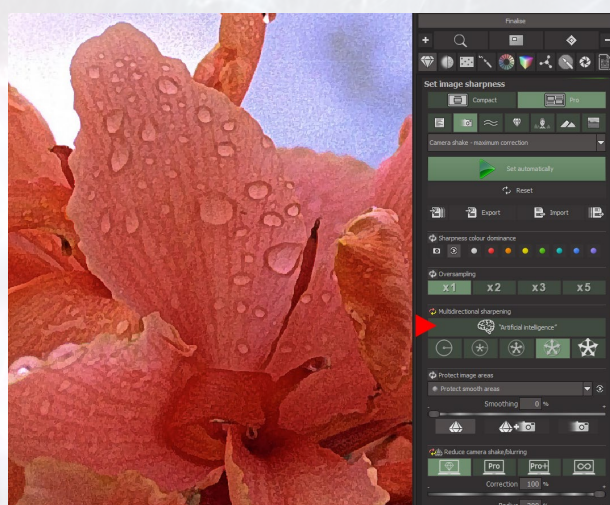 Finalise
Set image sharpness
Compact
Pro
Camera shake - maximum correction
Set automatically
Reset
Export
Import
Sharpness colour dominance
Oversampling
x1 x2 x3 x5
Multidirectional sharpening
"Artificial intelligence"
Protect image areas
Protect smooth areas
Smoothing 0 %
Reduce camera shake/blurring
Pro Pro+
Correction 100 %